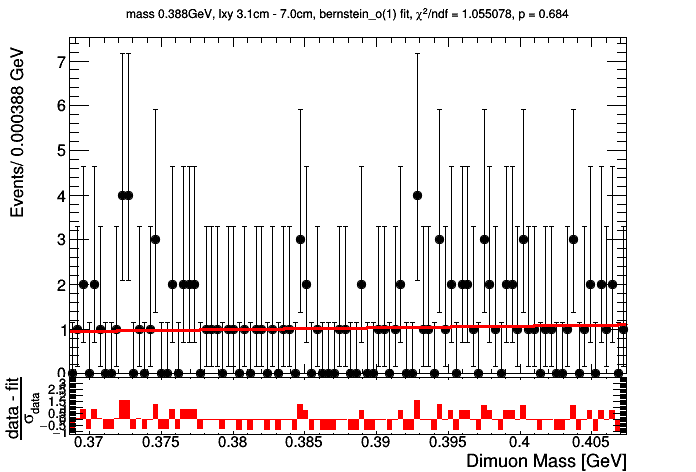 mass 0.388GeV, lxy 3.1cm - 7.0cm, bernstein_o(1) fit, χ²/ndf = 1.055078, p = 0.684
Events/ 0.000388 GeV
7
6
5
4
3
2
1
0
data - fit
σdata
0.37 0.375 0.38 0.385 0.39 0.395 0.4 0.405
Dimuon Mass [GeV]